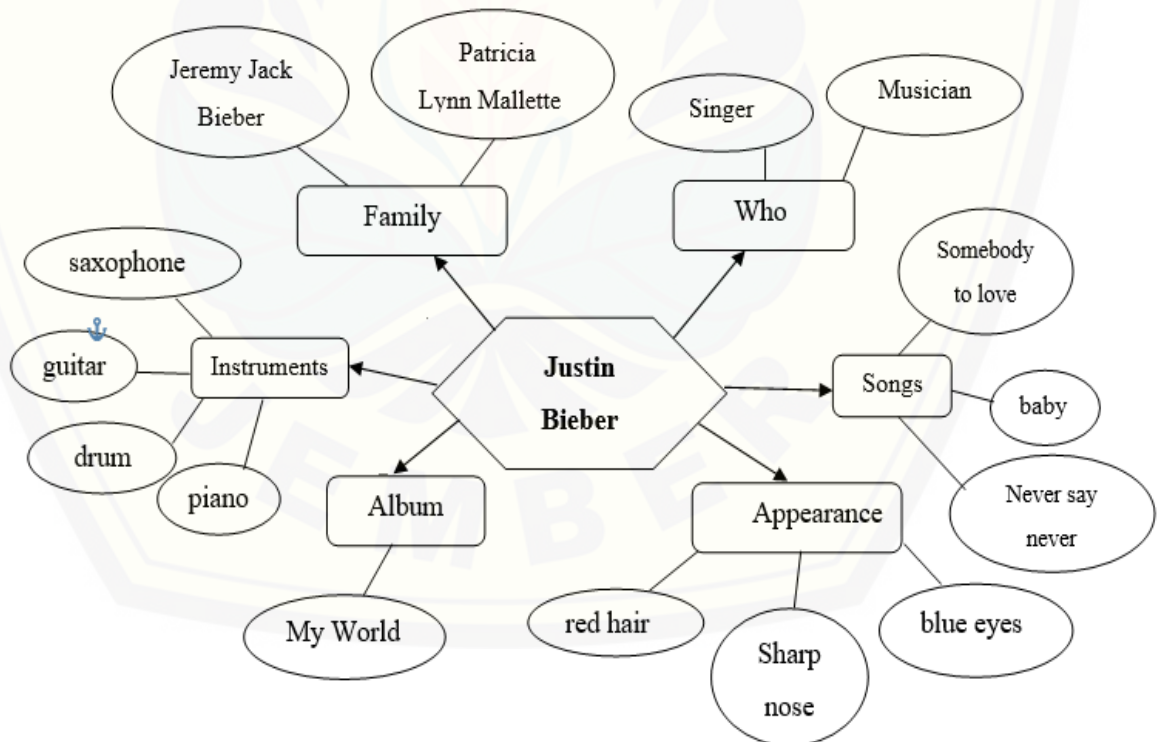 Jeremy Jack
Bieber
Patricia
Lynn Mallette
Singer
Musician
Family
Who
saxophone
guitar
drum
piano
Instruments
Justin
Bieber
Songs
Somebody
to love
baby
Never say
never
Album
My World
Appearance
red hair
Sharp
nose
blue eyes
JEMBER